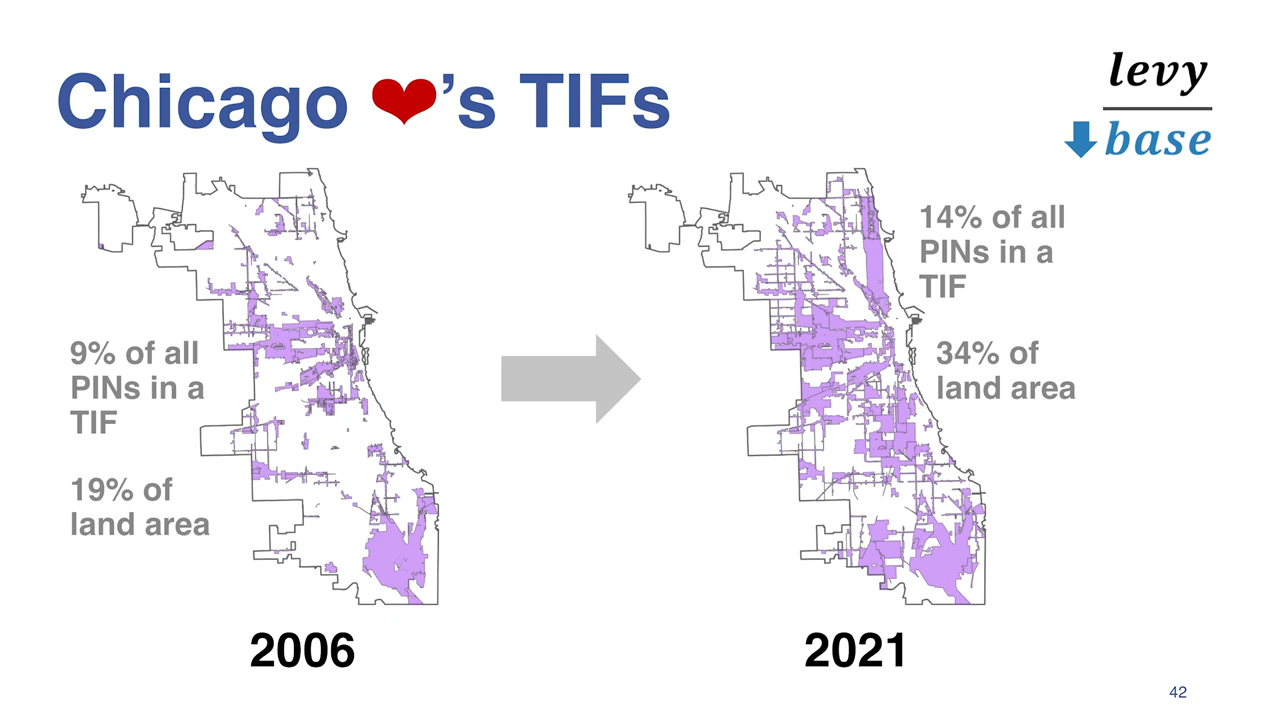 Chicago ❤'s TIFs
levy
base
14% of all
PINs in a
TIF
34% of
land area
9% of all
PINs in a
TIF
19% of
land area
2006
2021
42